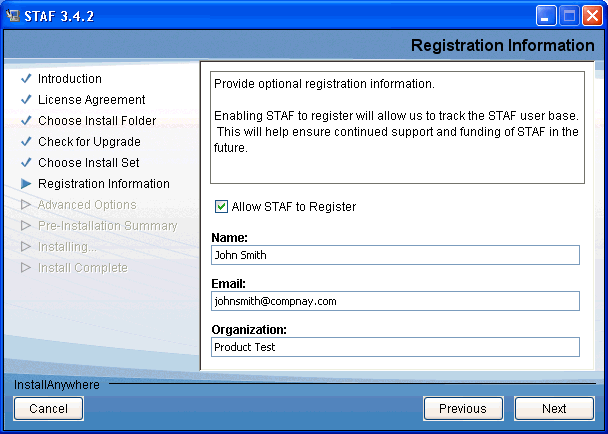 STAF 3.4.2
Registration Information
Introduction
License Agreement
Choose Install Folder
Check for Upgrade
Choose Install Set
Registration Information
Advanced Options
Pre-Installation Summary
Installing...
Install Complete
Provide optional registration information.
Enabling STAF to register will allow us to track the STAF user base.
This will help ensure continued support and funding of STAF in the
future.
Allow STAF to Register
Name:
John Smith
Email:
johnsmith@compnay.com
Organization:
Product Test
InstallAnywhere
Cancel
Previous
Next